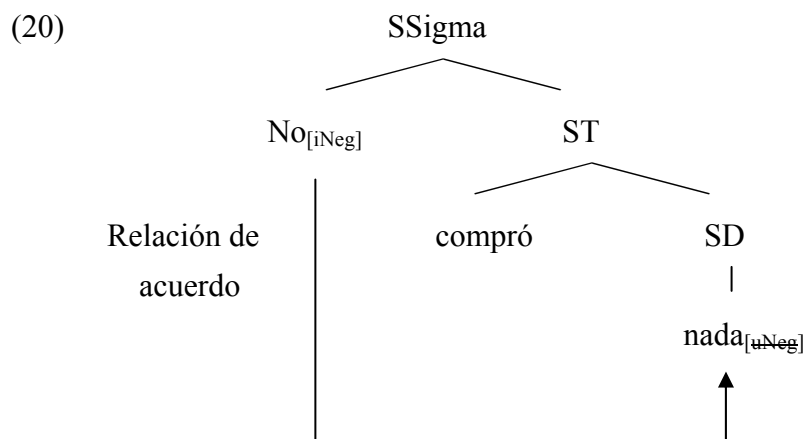 (20) SSigma
No[iNeg] ST
Relación de compró SD
acuerdo
nada[uNeg]